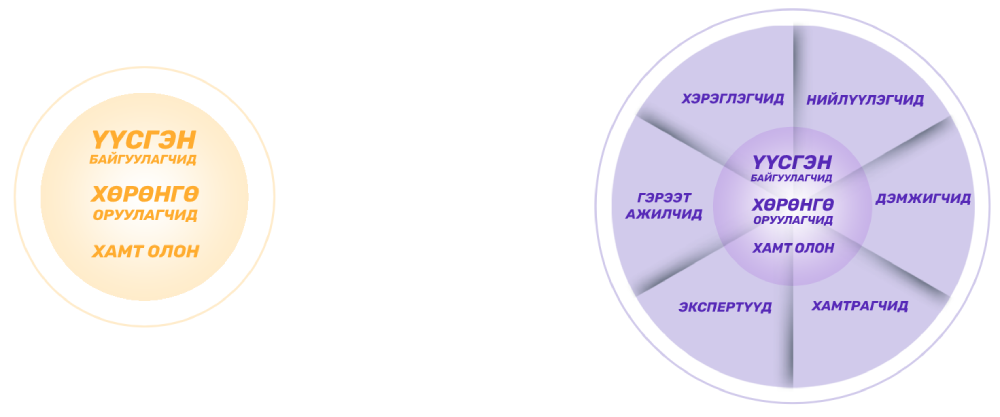 ҮҮСГЭН
БАЙГУУЛАГЧИД
ХӨРӨНГӨ
ОРУУЛАГЧИД
ХАМТ ОЛОН
ХЭРЭГЛЭГЧИД
НИЙЛҮҮЛЭГЧИД
ГЭРЭЭТ
АЖИЛЧИД
ҮҮСГЭН
БАЙГУУЛАГЧИД
ХӨРӨНГӨ
ОРУУЛАГЧИД
ХАМТ ОЛОН
ДЭМЖИГЧИД
ЭКСПЕРТҮҮД
ХАМТРАГЧИД